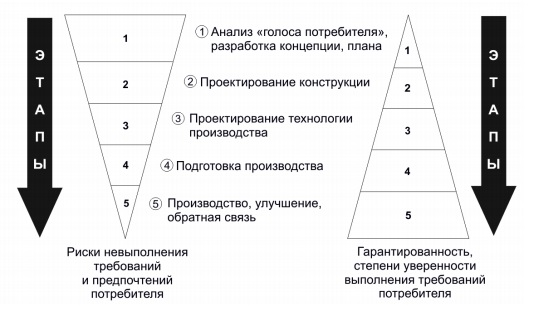 ЭТАПЫ
1
2
3
4
5
1 Анализ «голоса потребителя»,
разработка концепции, плана
2 Проектирование конструкции
3 Проектирование технологии
производства
4 Подготовка производства
5 Производство, улучшение,
обратная связь
1
2
3
4
5
ЭТАПЫ
Риски невыполнения
требований
и предпочтений
потребителя
Гарантированность,
степени уверенности
выполнения требований
потребителя